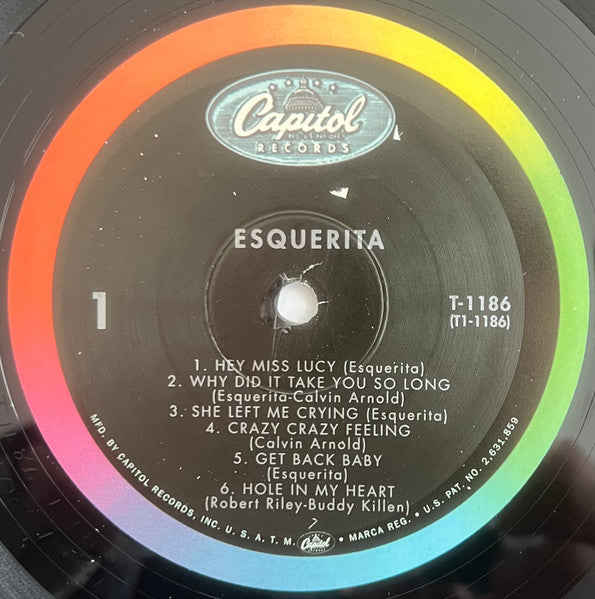 Capitol
RECORDS
ESQUERITA
1
T-1186
(T1-1186)
1. HEY MISS LUCY (Esquerita)
2. WHY DID IT TAKE YOU SO LONG
(Esquerita-Calvin Arnold)
3. SHE LEFT ME CRYING (Esquerita)
4. CRAZY CRAZY FEELING
(Calvin Arnold)
5. GET BACK BABY
(Esquerita)
6. HOLE IN MY HEART
(Robert Riley-Buddy Killen)
MFD. BY CAPITOL RECORDS, INC. U. S. A. T. M. Capitol • MARCA REG. • U.S. PAT. NO. 2,631,859